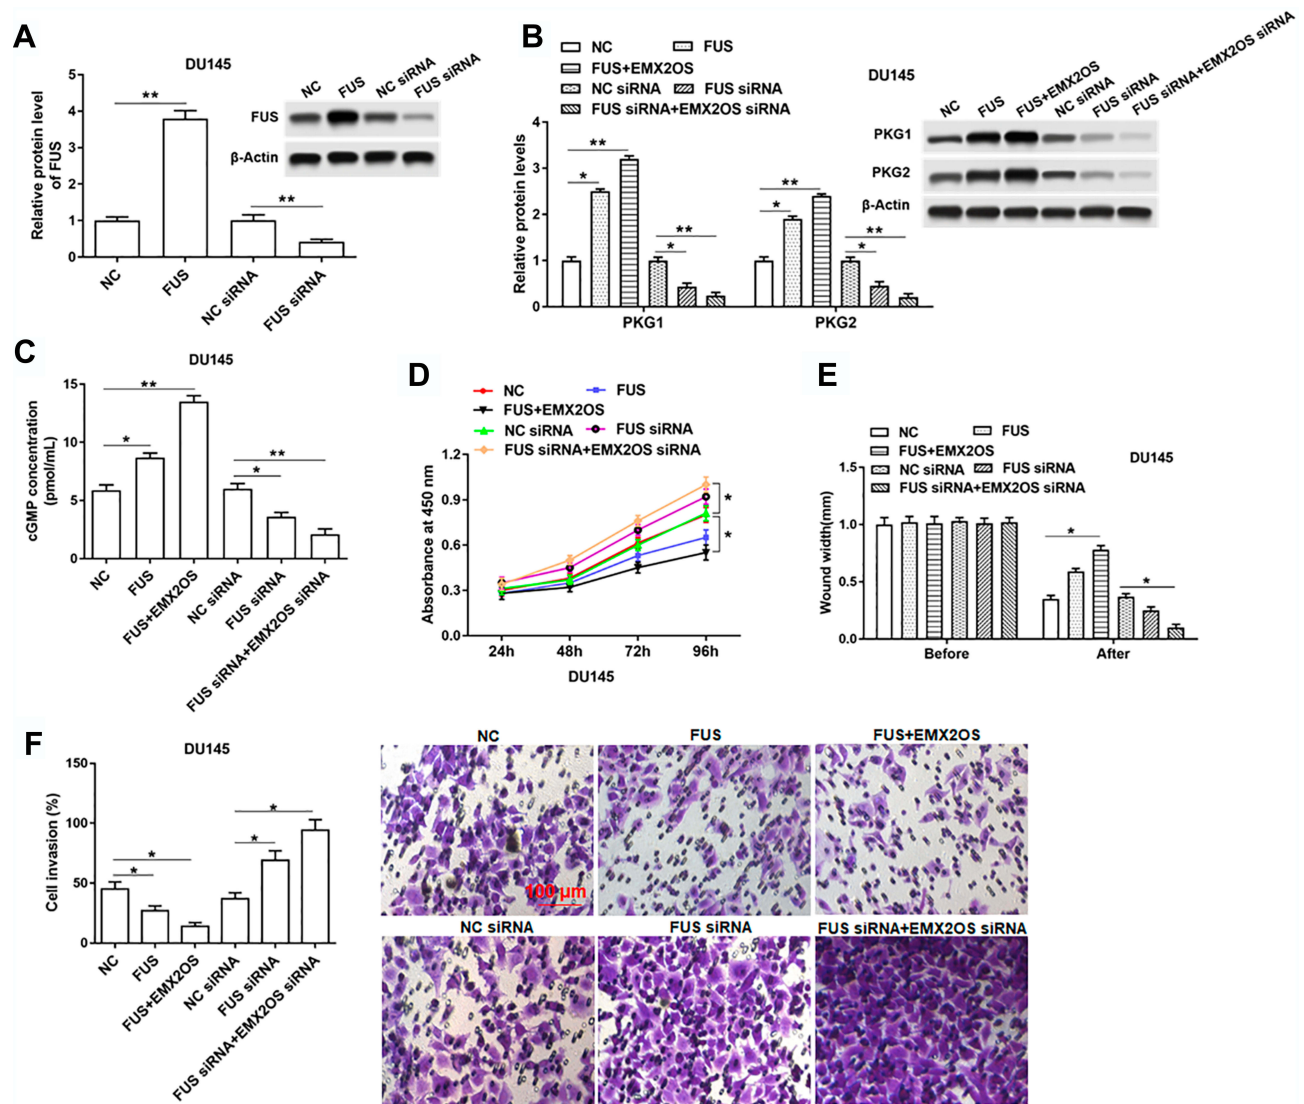 A
DU145
Relative protein level
of FUS
5
4
3
2
1
0
**
**
NC
FUS
NC siRNA
FUS siRNA
NC
FUS
NC siRNA
FUS siRNA
FUS
β-Actin
B
NC
FUS
FUS+EMX2OS
NC siRNA
FUS siRNA
FUS siRNA+EMX2OS siRNA
Relative protein levels
4
3
2
1
0
**
*
**
*
**
*
**
*
PKG1
PKG2
DU145
NC
FUS
FUS+EMX2OS
NC siRNA
FUS siRNA
FUS siRNA+EMX2OS siRNA
PKG1
PKG2
β-Actin
C
DU145
cGMP concentration
(pmol/mL)
15
10
5
0
**
*
**
*
NC
FUS
FUS+EMX2OS
NC siRNA
FUS siRNA
FUS siRNA+EMX2OS siRNA
D
NC
FUS
FUS+EMX2OS
NC siRNA
FUS siRNA
FUS siRNA+EMX2OS siRNA
Absorbance at 450 nm
1.2
0.9
0.6
0.3
0.0
*
*
24h
48h
72h
96h
DU145
E
NC
FUS
FUS+EMX2OS
NC siRNA
FUS siRNA
FUS siRNA+EMX2OS siRNA
DU145
Wound width(mm)
1.5
1.0
0.5
0.0
*
*
Before
After
F
DU145
Cell invasion (%)
150
100
50
0
*
*
*
*
NC
FUS
FUS+EMX2OS
NC siRNA
FUS siRNA
FUS siRNA+EMX2OS siRNA
NC
FUS
FUS+EMX2OS
100 μm
NC siRNA
FUS siRNA
FUS siRNA+EMX2OS siRNA